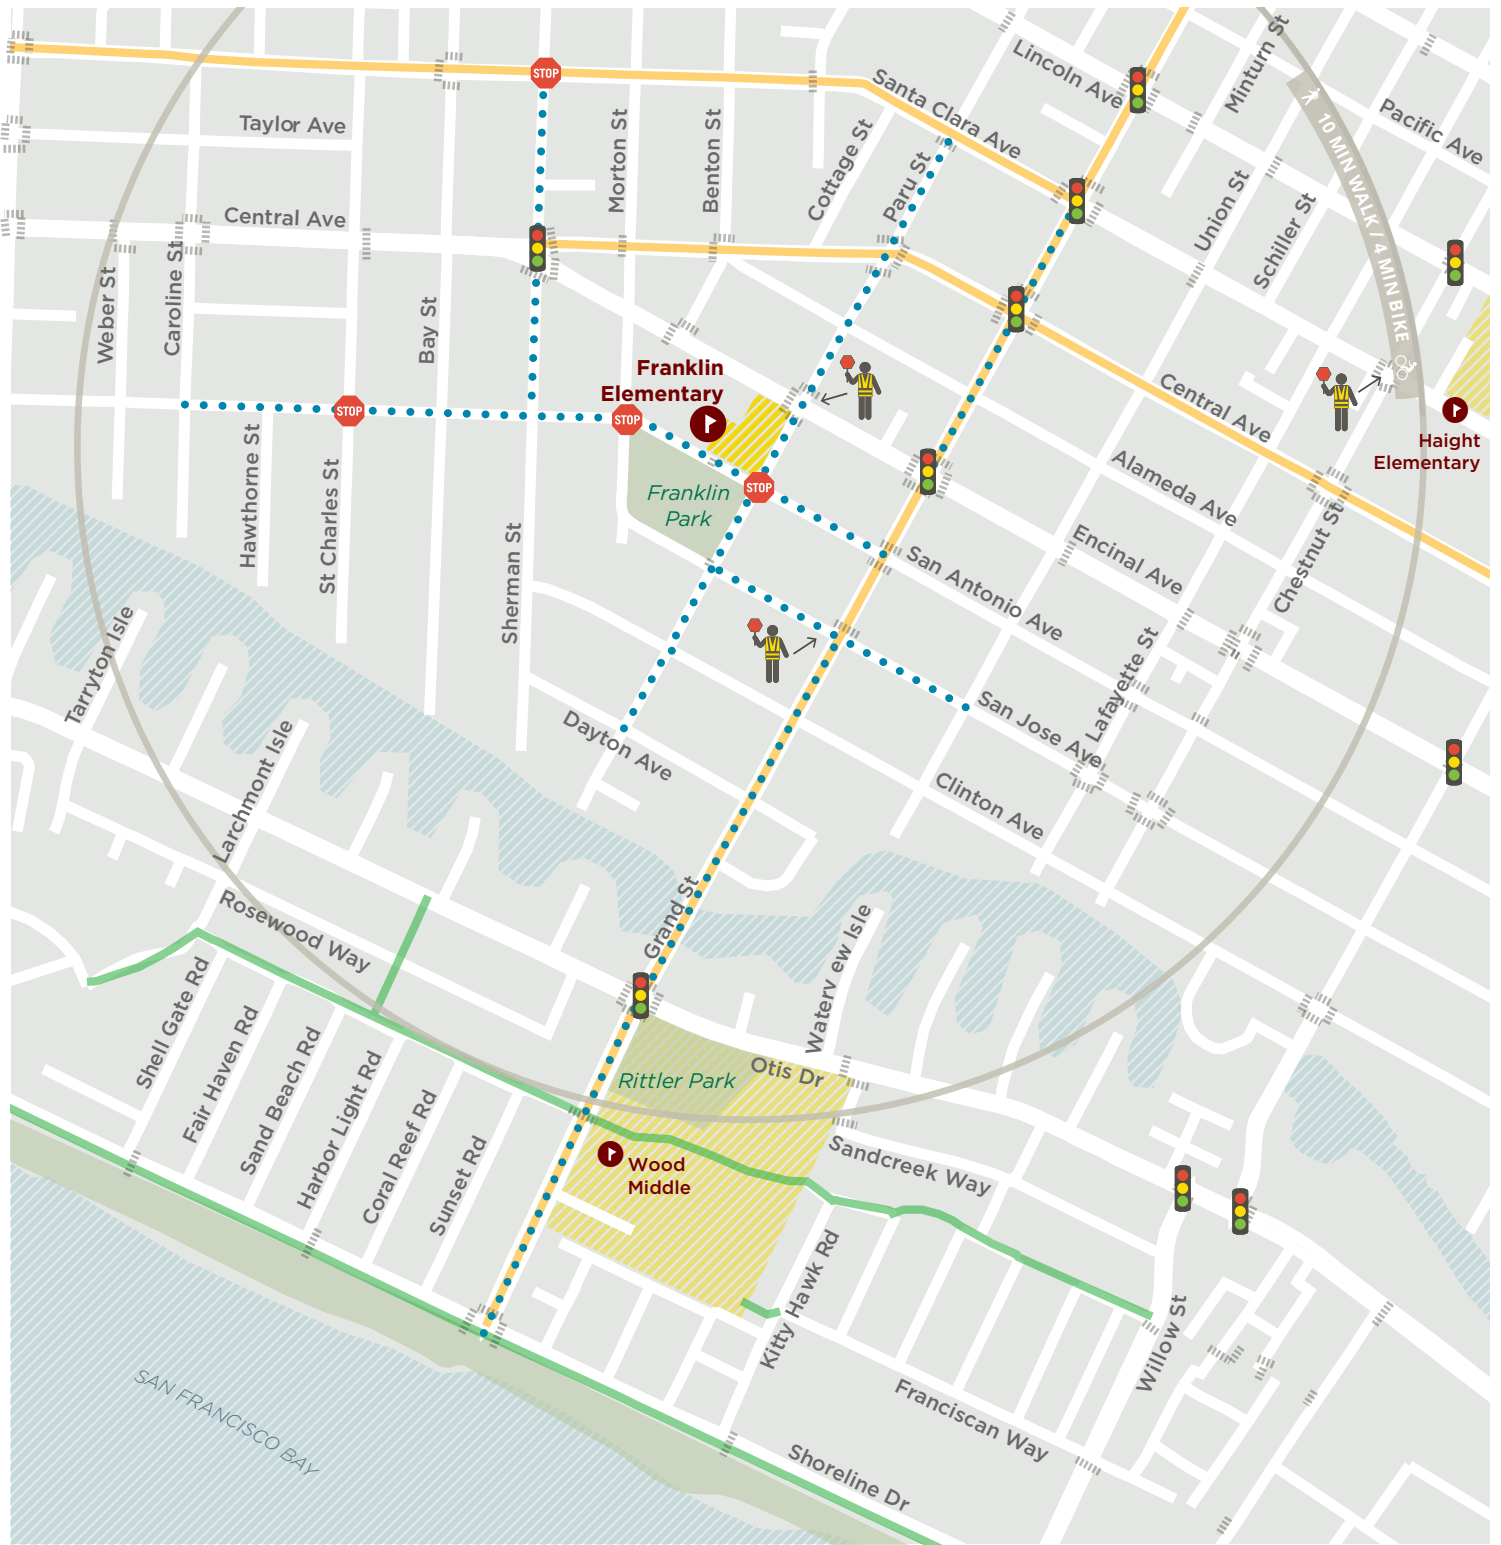 STOP
Taylor Ave
Central Ave
Weber St
Caroline St
Bay St
Morton St
Benton St
Cottage St
Paru St
Santa Clara Ave
Lincoln Ave
Minturn St
Pacific Ave
10 MIN WALK / 4 MIN BIKE
Union St
Schiller St
Franklin
Elementary
STOP
STOP
STOP
Franklin
Park
Haight
Elementary
Central Ave
Alameda Ave
Encinal Ave
San Antonio Ave
San Jose Ave
Chestnut St
Lafayette St
Hawthorne St
St Charles St
Sherman St
Tarryton Isle
Larchmont Isle
Dayton Ave
Clinton Ave
Grand St
Waterv ew Isle
Rosewood Way
Shell Gate Rd
Fair Haven Rd
Sand Beach Rd
Harbor Light Rd
Coral Reef Rd
Sunset Rd
Rittler Park
Otis Dr
Wood
Middle
Sandcreek Way
Kitty Hawk Rd
Willow St
Franciscan Way
Shoreline Dr
SAN FRANCISCO BAY